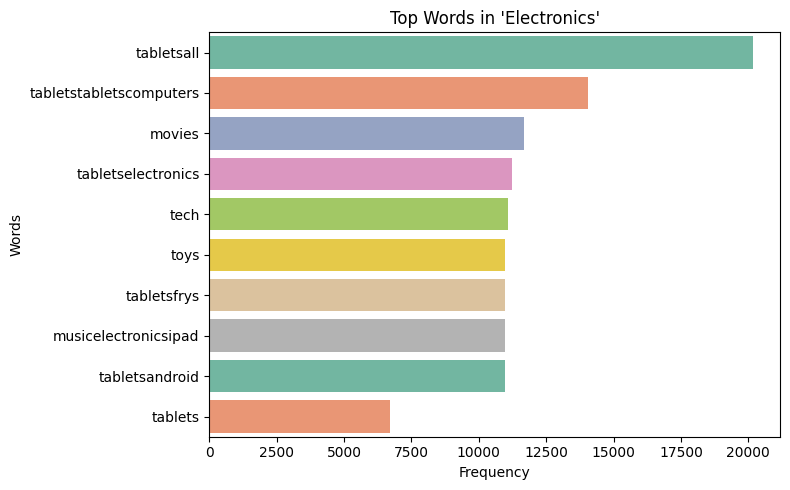 Top Words in 'Electronics'
Words
tabletsall
tabletstabletscomputers
movies
tabletselectronics
tech
toys
tabletsfrys
musicelectronicsipad
tabletsandroid
tablets
0 2500 5000 7500 10000 12500 15000 17500 20000
Frequency